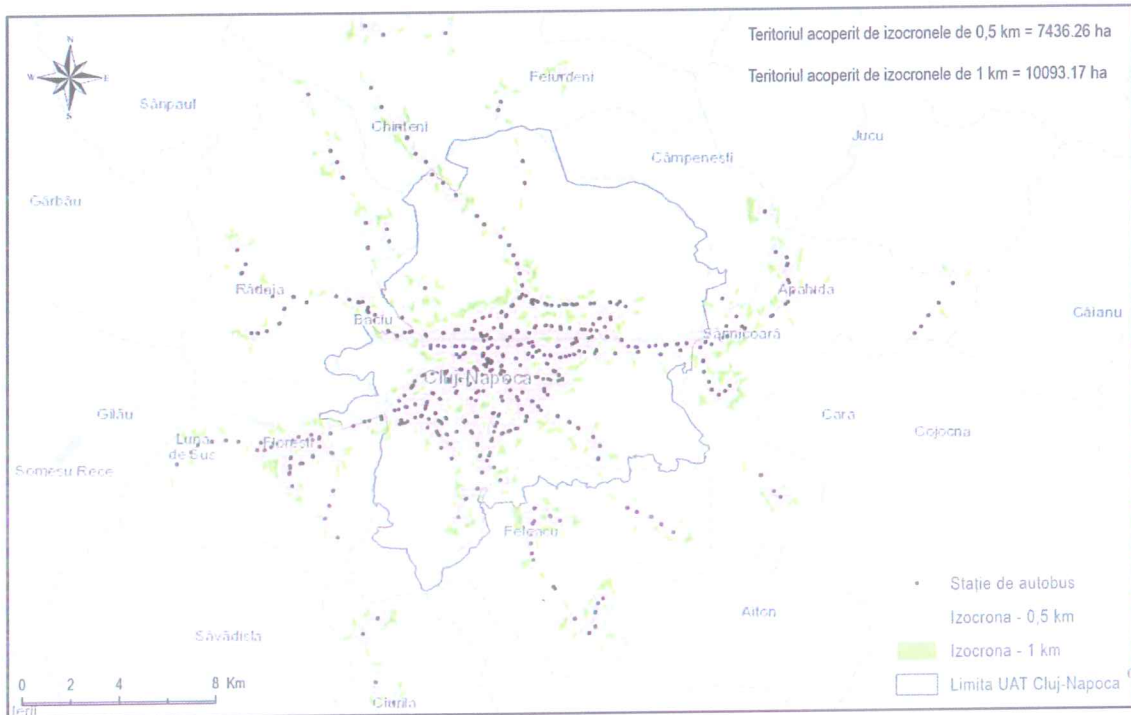 Teritoriul acoperit de izocronele de 0,5 km = 7436.26 ha
Teritoriul acoperit de izocronele de 1 km = 10093.17 ha
N
W
E
S
Feiurdeni
Sânpaul
Chinteni
Jucu
Câmpenești
Gârbău
Rădaia
Apahida
Baciu
Sânnicoară
Căianu
Cluj-Napoca
Gilău
Cara
Cojocna
Luna
de Sus
Florești
Someșu Rece
Feleacu
Stație de autobus
Aiton
Izocrona - 0,5 km
Săvădisla
Izocrona - 1 km
0 2 4 8 Km
Limita UAT Cluj-Napoca
Ciurila